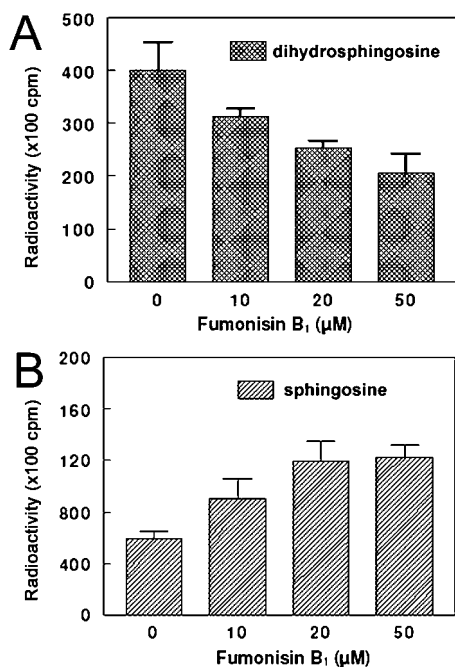 A
Radioactivity (x100 cpm)
500
400
300
200
100
0
dihydrosphingosine
0 10 20 50
Fumonisin B₁ (µM)
B
Radioactivity (x100 cpm)
200
160
120
800
400
0
sphingosine
0 10 20 50
Fumonisin B₁ (µM)